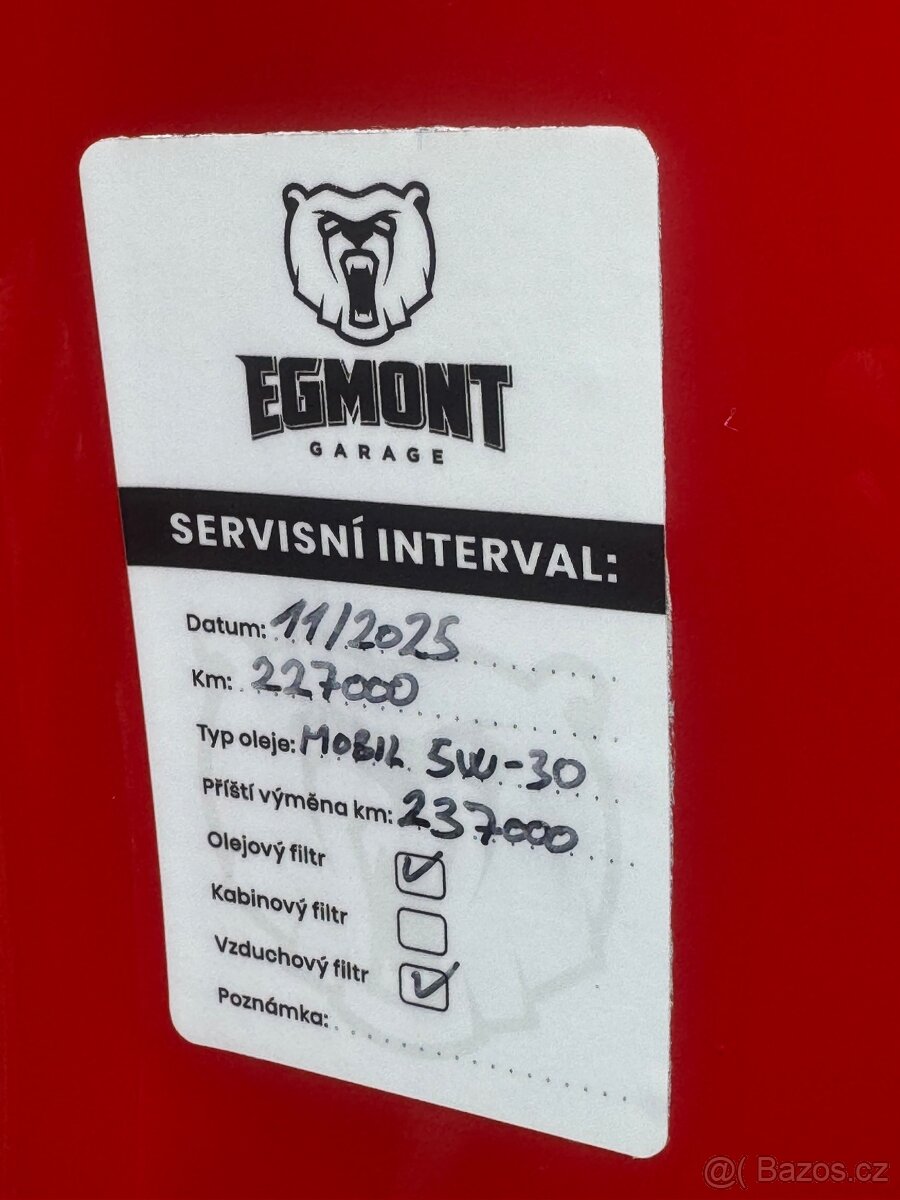 EGMONT
GARAGE
SERVISNÍ INTERVAL:
Datum: 11/2025
Km: 227000
Typ oleje: MOBIL 5W-30
Příští výměna km: 237000
Olejový filtr
Kabinový filtr
Vzduchový filtr
Poznámka:
@( Bazos.cz